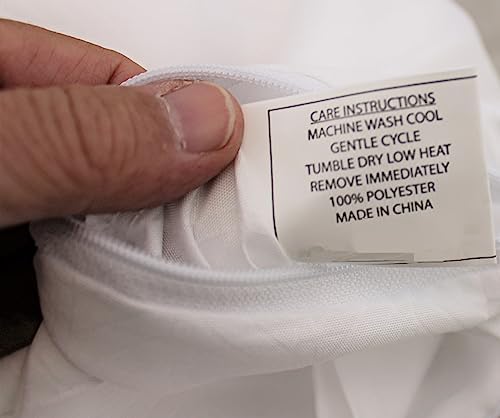 CARE INSTRUCTIONS
MACHINE WASH COOL
GENTLE CYCLE
TUMBLE DRY LOW HEAT
REMOVE IMMEDIATELY
100% POLYESTER
MADE IN CHINA